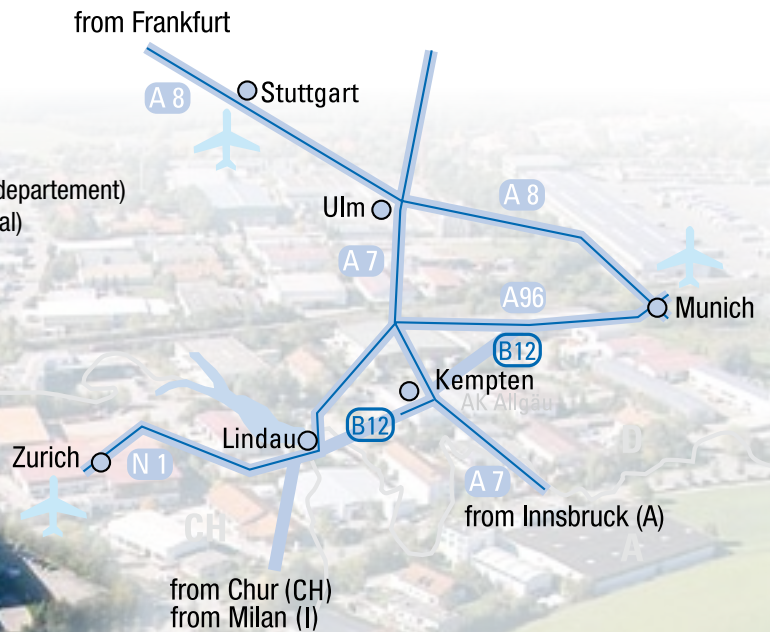 from Frankfurt
A 8
Stuttgart
departement)
al)
Ulm
A 8
A 7
A96
Munich
B12
Kempten
AK Allgäu
B12
Lindau
Zurich
N 1
D
A 7
CH
from Innsbruck (A)
A
from Chur (CH)
from Milan (I)